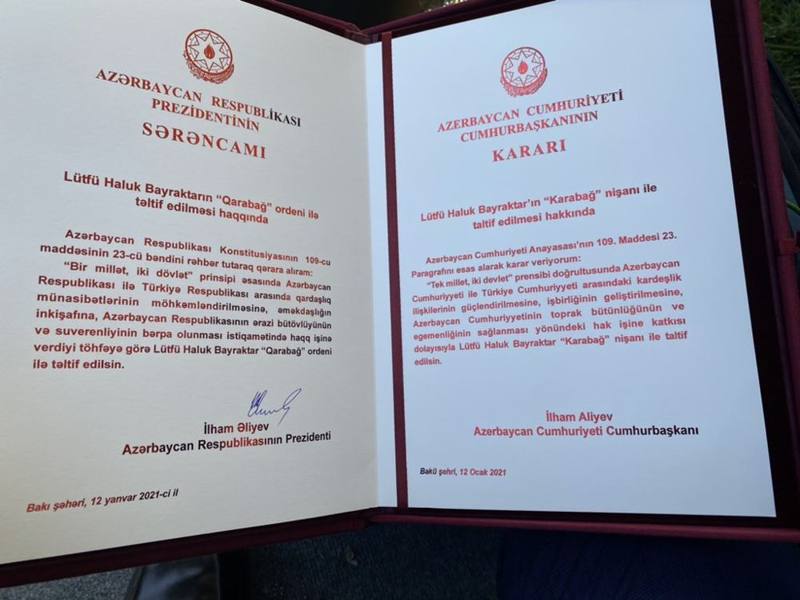 AZƏRBAYCAN RESPUBLİKASI
PREZİDENTİNİN
SƏRƏNCAMI
Lütfü Haluk Bayraktarın “Qarabağ” ordeni ilə
təltif edilməsi haqqında
Azərbaycan Respublikası Konstitusiyasının 109-cu
maddəsinin 23-cü bəndini rəhbər tutaraq qərara alıram:
“Bir millət, iki dövlət” prinsipi əsasında Azərbaycan
Respublikası ilə Türkiyə Respublikası arasında qardaşlıq
münasibətlərinin möhkəmləndirilməsinə, əməkdaşlığın
inkişafına, Azərbaycan Respublikasının ərazi bütövlüyünün
və suverenliyinin bərpa olunması istiqamətində haqq işinə
verdiyi töhfəyə görə Lütfü Haluk Bayraktar “Qarabağ” ordeni
ilə təltif edilsin.
İlham Əliyev
Azərbaycan Respublikasının Prezidenti
Bakı şəhəri, 12 yanvar 2021-ci il
AZERBAYCAN CUMHURİYETİ
CUMHURBAŞKANININ
KARARI
Lütfü Haluk Bayraktar’ın “Karabağ” nişanı ile
taltif edilmesi hakkında
Azerbaycan Cumhuriyeti Anayasası’nın 109. Maddesi 23.
Paragrafını esas alarak karar veriyorum:
“Tek millet, iki devlet” prensibi doğrultusunda Azerbaycan
Cumhuriyeti ile Türkiye Cumhuriyeti arasındaki kardeşlik
ilişkilerinin güçlendirilmesine, işbirliğinin geliştirilmesine,
Azerbaycan Cumhuriyetinin toprak bütünlüğünün ve
egemenliğinin sağlanması yönündeki hak işine katkısı
dolayısıyla Lütfü Haluk Bayraktar “Karabağ” nişanı ile taltif
edilsin.
İlham Aliyev
Azerbaycan Cumhuriyeti Cumhurbaşkanı
Bakü şehri, 12 Ocak 2021